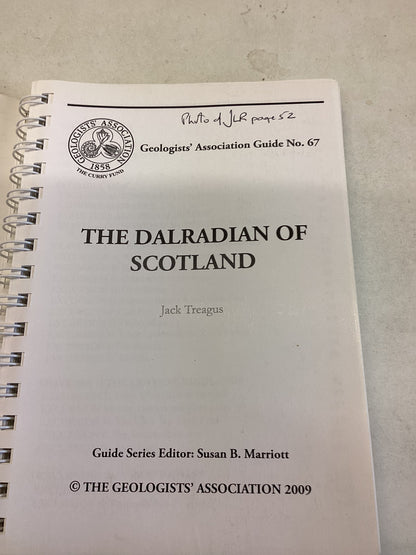 Photo of JLR page 52
GEOLOGISTS' ASSOCIATION
1858
THE CURRY FUND
Geologists' Association Guide No. 67
THE DALRADIAN OF
SCOTLAND
Jack Treagus
Guide Series Editor: Susan B. Marriott
© THE GEOLOGISTS' ASSOCIATION 2009